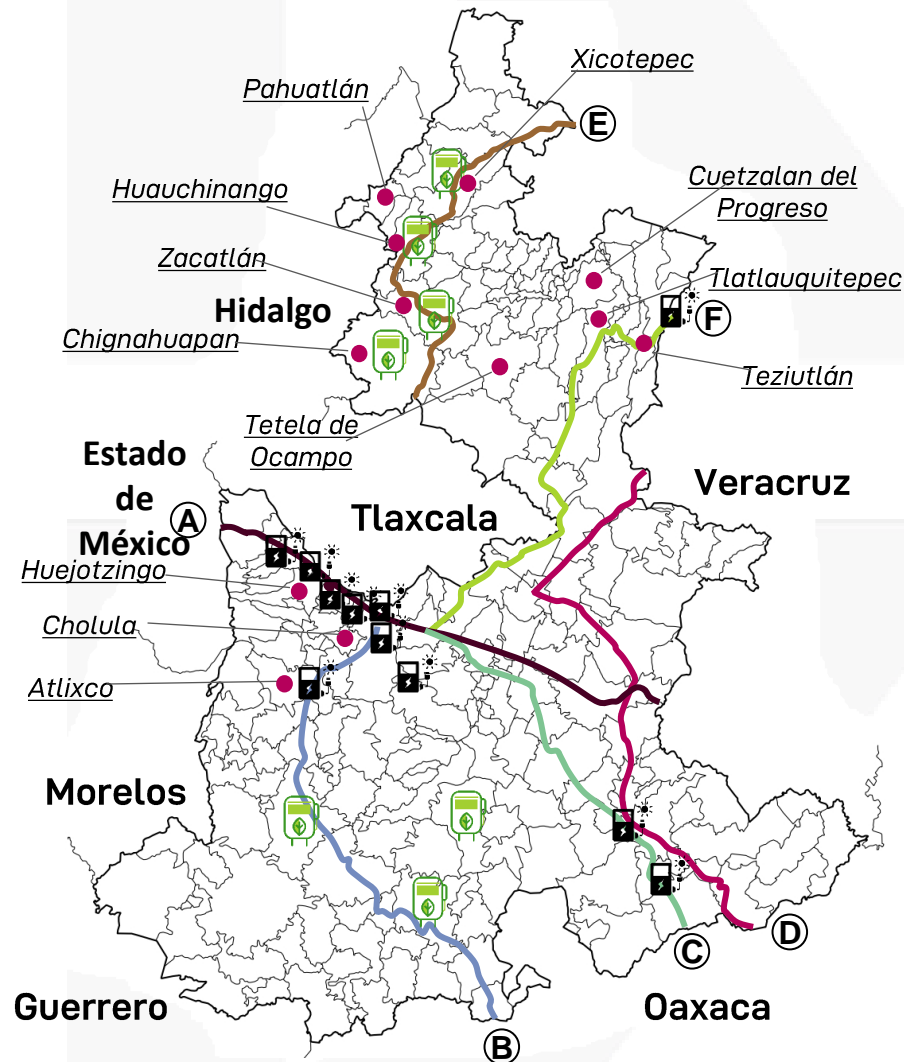 Xicotepec
Pahuatlán
E
Huauchinango
Cuetzalan del
Progreso
Zacatlán
Tlatlauquitepec
Hidalgo
F
Chignahuapan
Teziutlán
Tetela de
Ocampo
Estado
de
México
Veracruz
A
Tlaxcala
Huejotzingo
Cholula
Atlixco
Morelos
D
C
Guerrero
Oaxaca
B